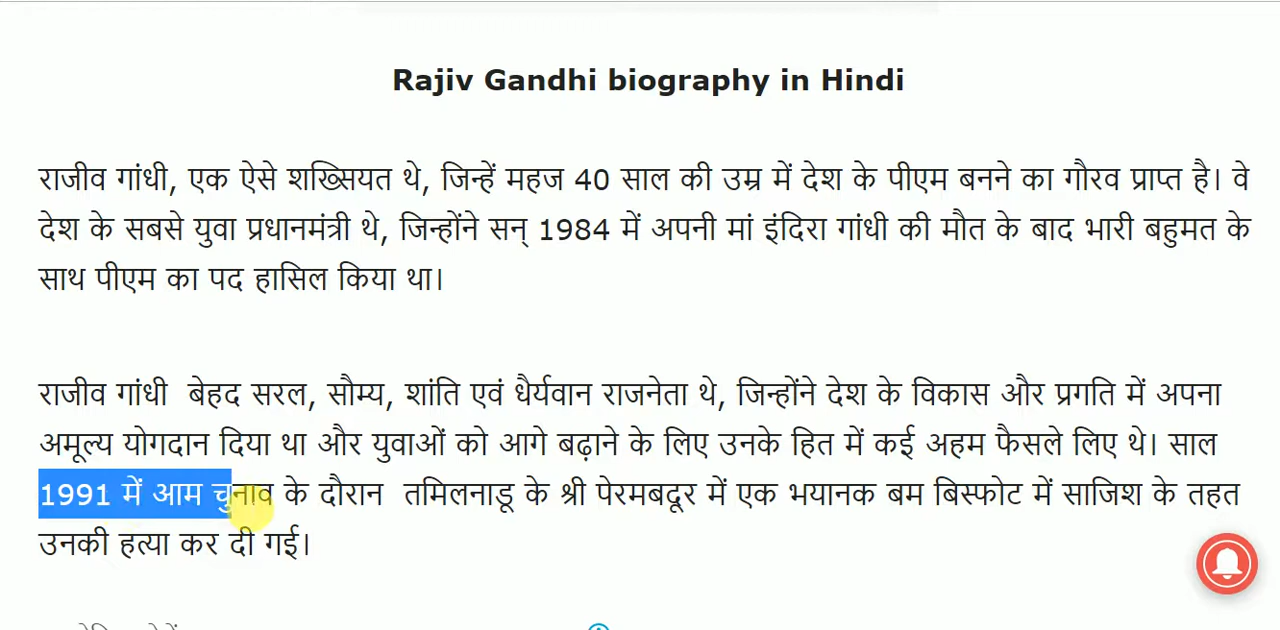 Rajiv Gandhi biography in Hindi
राजीव गांधी, एक ऐसे शख्सियत थे, जिन्हें महज 40 साल की उम्र में देश के पीएम बनने का गौरव प्राप्त है। वे
देश के सबसे युवा प्रधानमंत्री थे, जिन्होंने सन् 1984 में अपनी मां इंदिरा गांधी की मौत के बाद भारी बहुमत के
साथ पीएम का पद हासिल किया था।
राजीव गांधी बेहद सरल, सौम्य, शांति एवं धैर्यवान राजनेता थे, जिन्होंने देश के विकास और प्रगति में अपना
अमूल्य योगदान दिया था और युवाओं को आगे बढ़ाने के लिए उनके हित में कई अहम फैसले लिए थे। साल
1991 में आम चुनाव के दौरान तमिलनाडू के श्री पेरमबदूर में एक भयानक बम बिस्फोट में साजिश के तहत
उनकी हत्या कर दी गई।